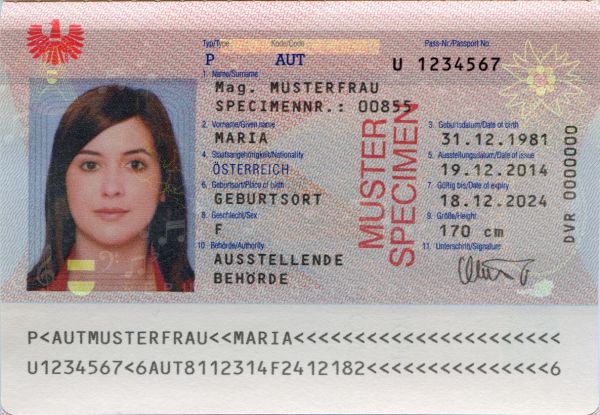 Typ/Type Kode/Code Pass-Nr./Passport No.
P AUT U 1234567
1. Name/Surname
Mag. MUSTERFRAU
SPECIMENNR.: 00855
2. Vorname/Given name 3. Geburtsdatum/Date of birth
MARIA 31.12.1981
4. Staatsangehörigkeit/Nationality 5. Ausstellungsdatum/Date of issue
ÖSTERREICH 19.12.2014
6. Geburtsort/Place of birth 7. Gültig bis/Date of expiry
GEBURTSORT 18.12.2024
8. Geschlecht/Sex 9. Größe/Height
F 170 cm
10. Behörde/Authority 11. Unterschrift/Signature
AUSSTELLENDE
BEHÖRDE
MUSTER
SPECIMEN
DVR 0000000
P<AUTMUSTERFRAU<<MARIA<<<<<<<<<<<<<<<<<<<<<<
U1234567<6AUT8112314F2412182<<<<<<<<<<<<<<<6